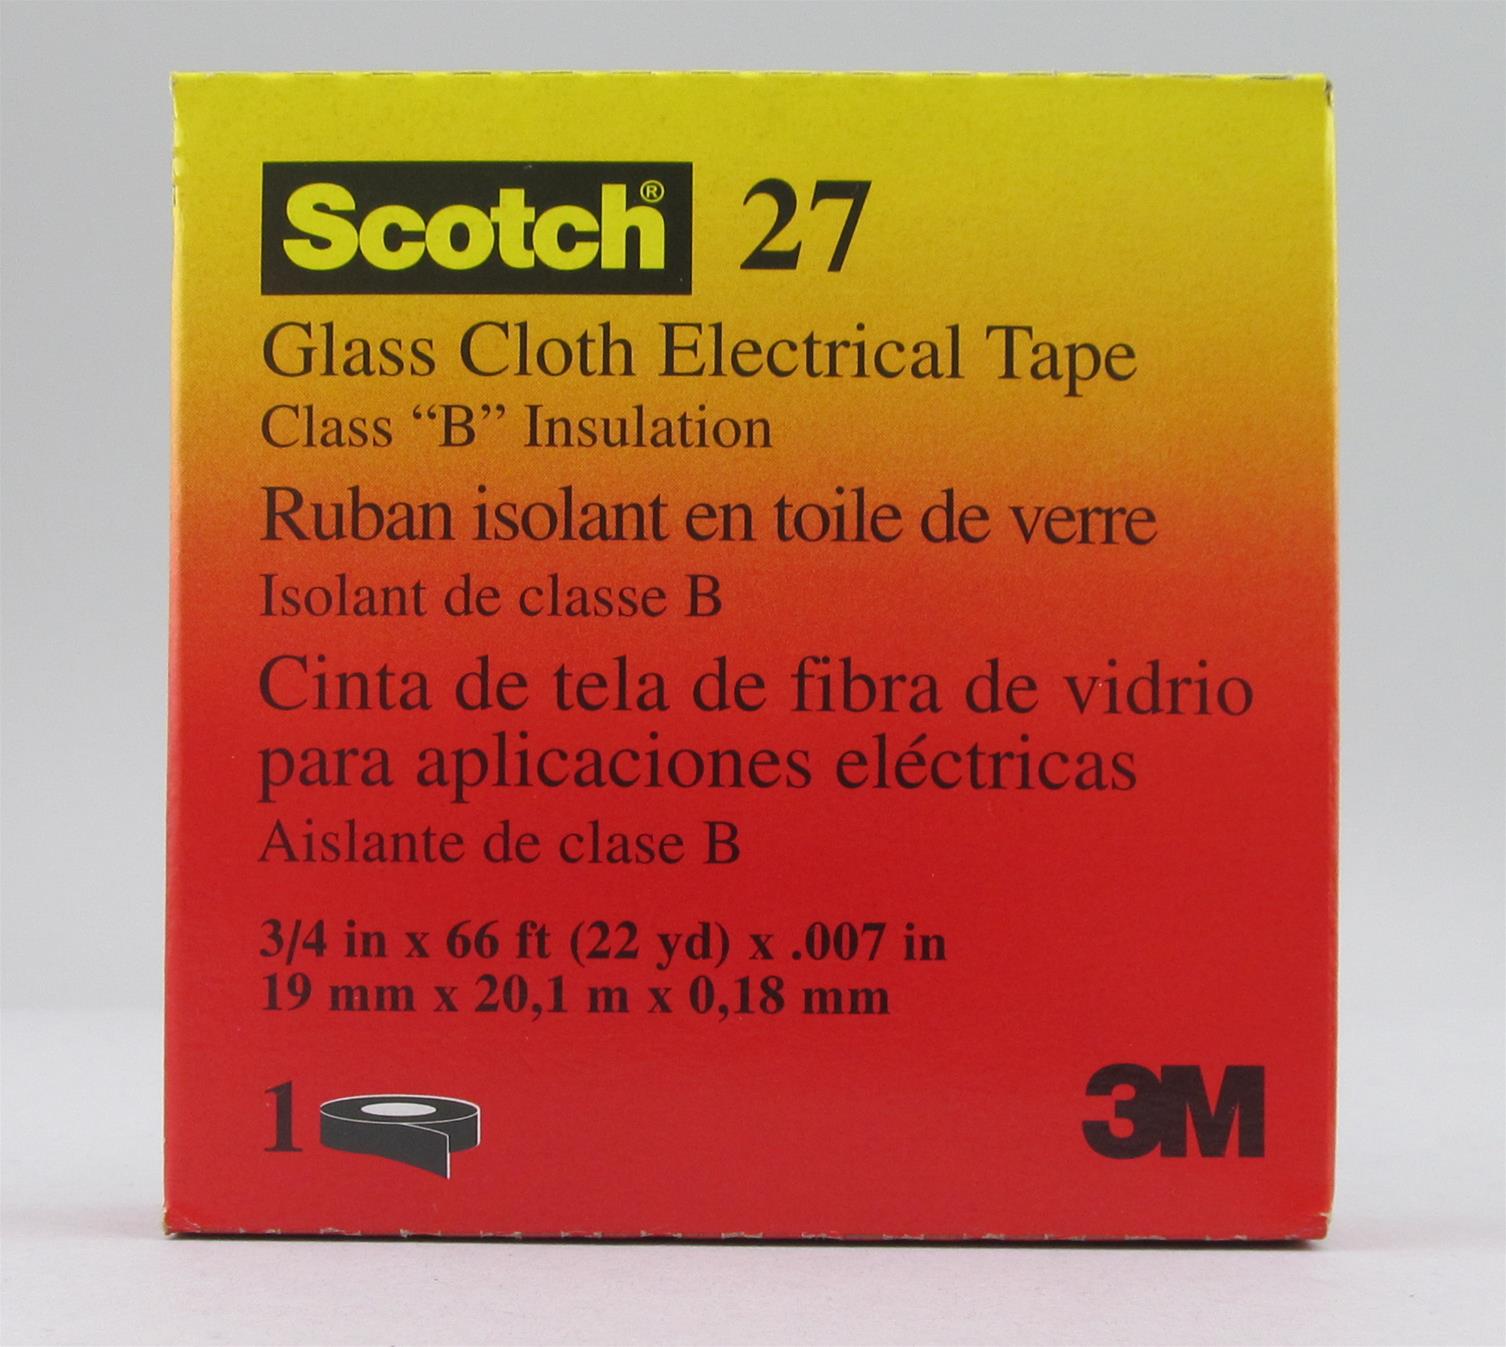 Scotch® 27
Glass Cloth Electrical Tape
Class “B” Insulation
Ruban isolant en toile de verre
Isolant de classe B
Cinta de tela de fibra de vidrio
para aplicaciones eléctricas
Aislante de clase B
3/4 in x 66 ft (22 yd) x .007 in
19 mm x 20,1 m x 0,18 mm
1
3M